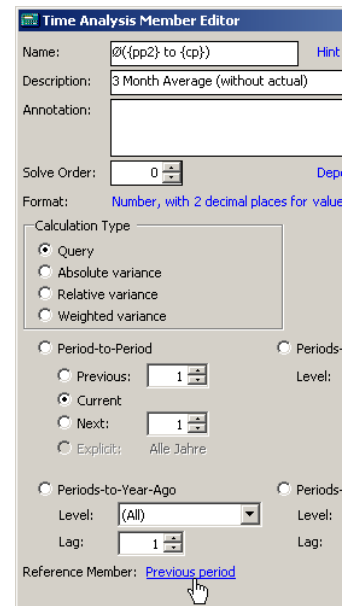 Time Analysis Member Editor
Name: Ø({pp2} to {cp}) Hint
Description: 3 Month Average (without actual)
Annotation:
Solve Order: 0 Depe
Format: Number, with 2 decimal places for value
Calculation Type
Query
Absolute variance
Relative variance
Weighted variance
Period-to-Period Periods-
Previous: 1 Level:
Current
Next: 1
Explicit: Alle Jahre
Periods-to-Year-Ago Periods-
Level: (All) Level:
Lag: 1 Lag:
Reference Member: Previous period